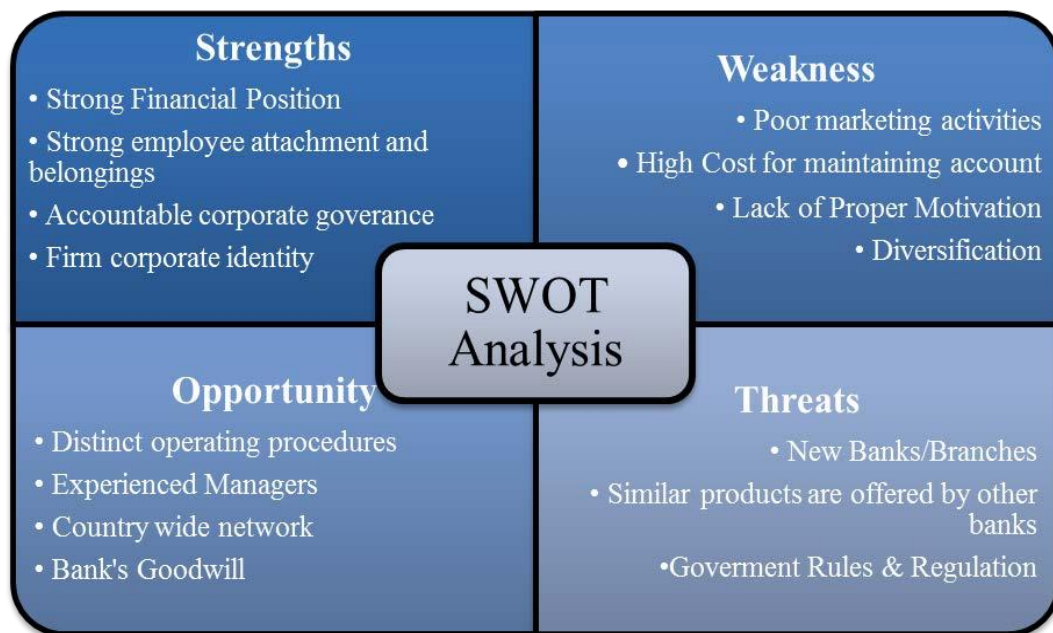 Strengths
• Strong Financial Position
• Strong employee attachment and
belongings
• Accountable corporate goverance
• Firm corporate identity
Weakness
• Poor marketing activities
• High Cost for maintaining account
• Lack of Proper Motivation
• Diversification
SWOT
Analysis
Opportunity
• Distinct operating procedures
• Experienced Managers
• Country wide network
• Bank's Goodwill
Threats
• New Banks/Branches
• Similar products are offered by other
banks
•Goverment Rules & Regulation